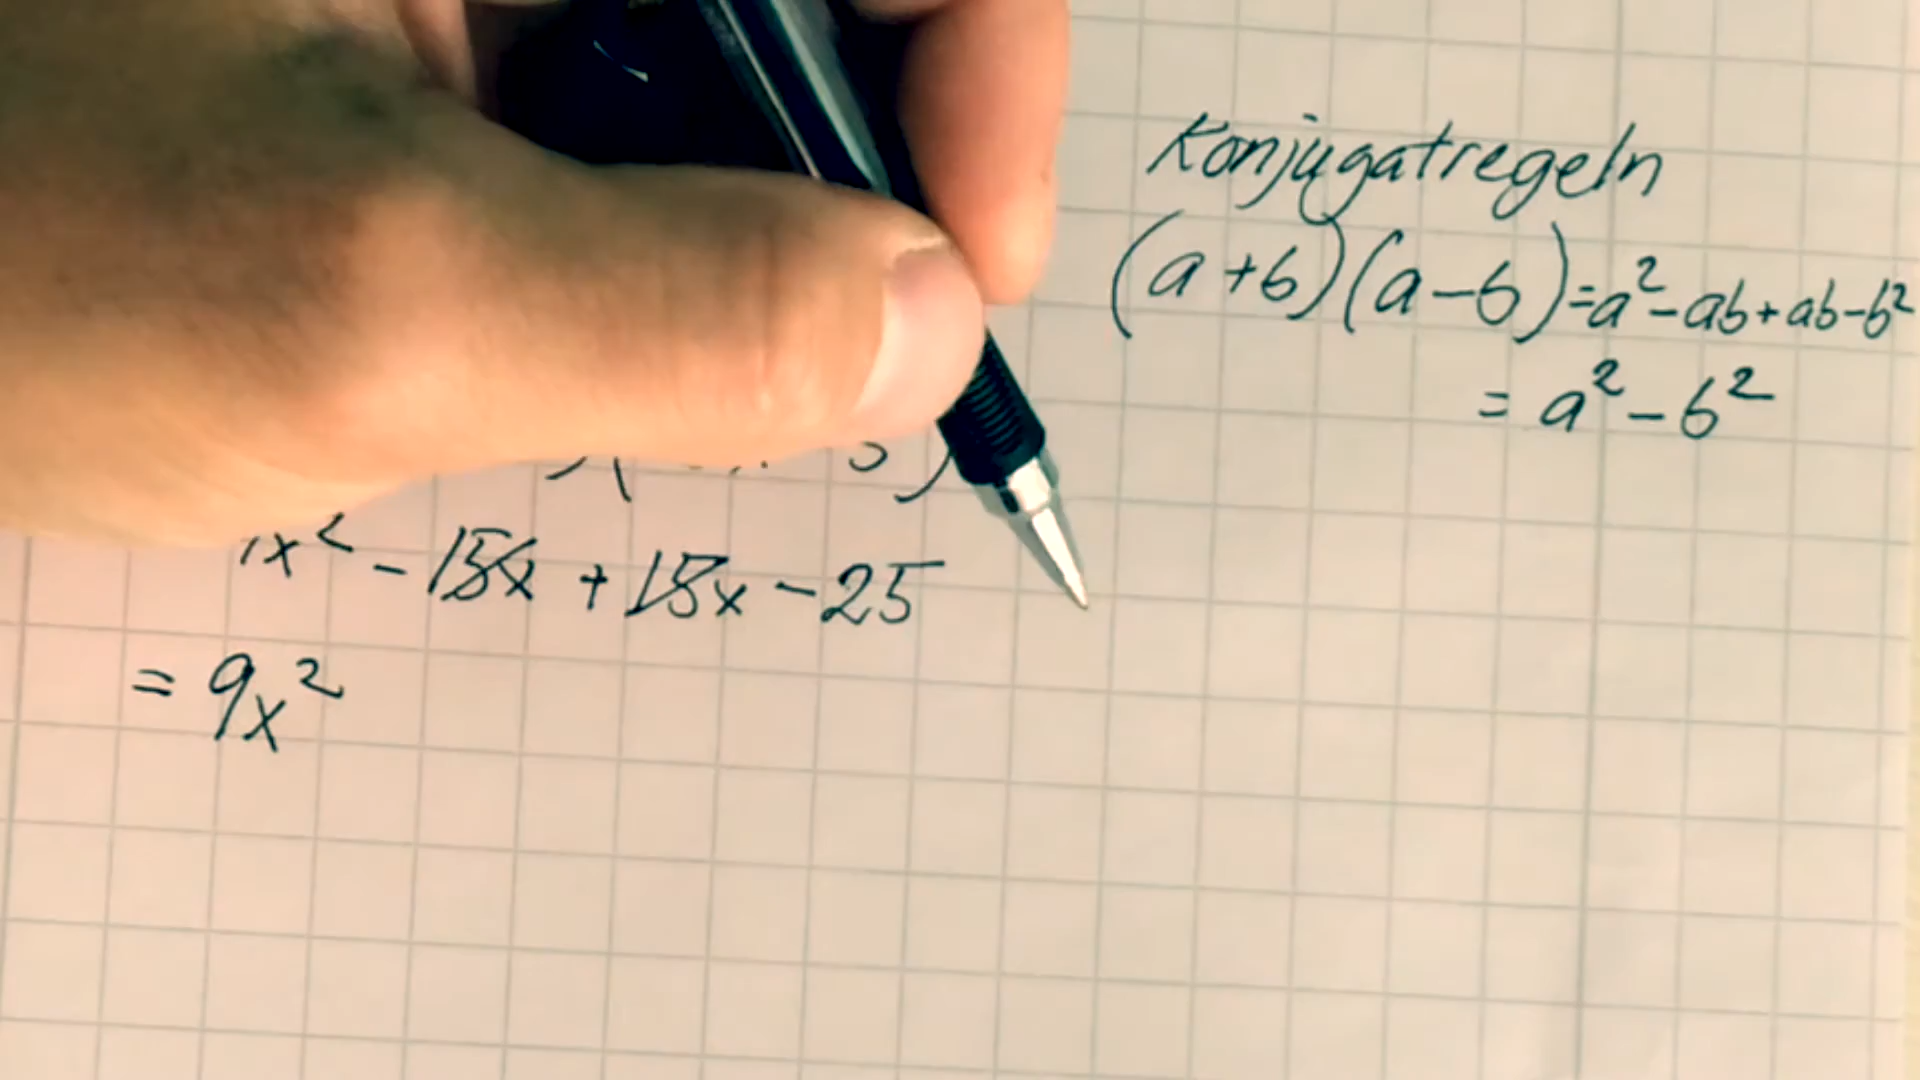 Konjugatregeln
(a+b)(a-b)=a²-ab+ab-b²
= a²-b²
x² - 15x + 15x - 25
= 9x²